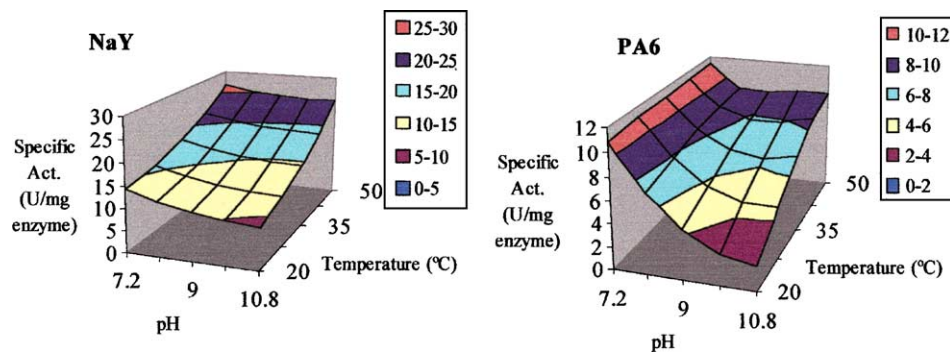 NaY
25-30
20-25
15-20
10-15
5-10
0-5
30
25
20
15
10
5
0
Specific
Act.
(U/mg
enzyme)
7.2
9
10.8
pH
20
35
50
Temperature (ºC)
PA6
10-12
8-10
6-8
4-6
2-4
0-2
12
10
8
6
4
2
0
Specific
Act.
(U/mg
enzyme)
7.2
9
10.8
pH
20
35
50
Temperature (ºC)